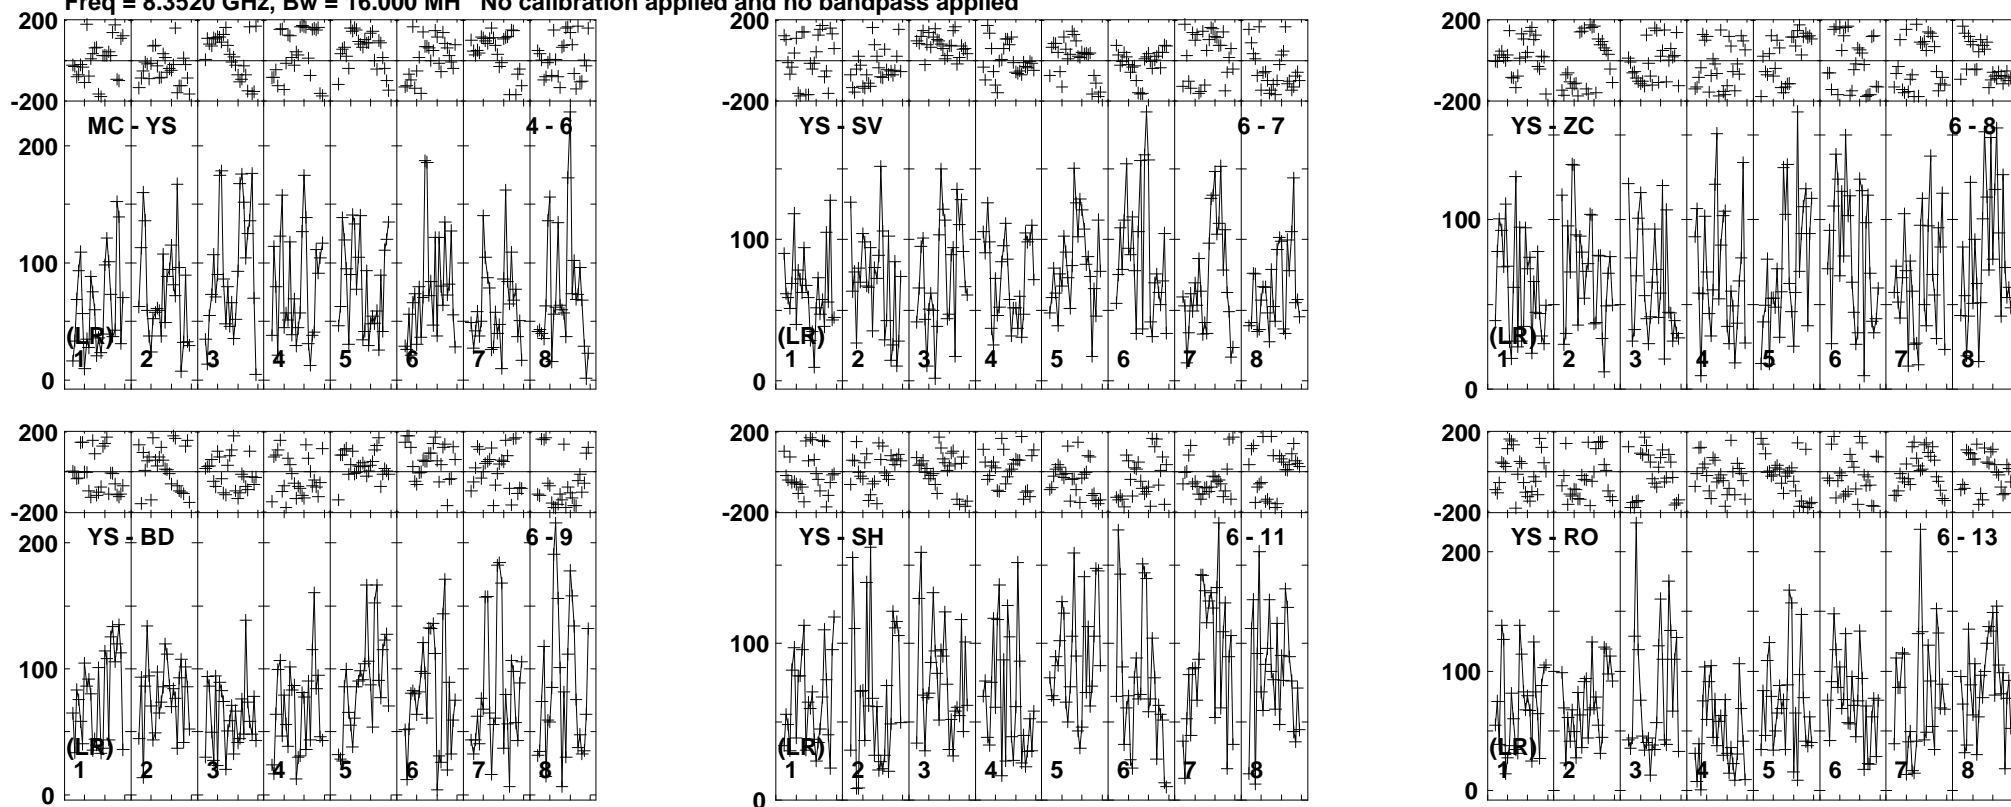 Freq = 8.3520 GHz, Bw = 16.000 MH No calibration applied and no bandpass applied
200 200 200
-200 -200 -200
MC - YS 4 - 6 YS - SV 6 - 7 YS - ZC 6 - 8
200
100 100 100
(LR) (LR) (LR)
1 2 3 4 5 6 7 8 1 2 3 4 5 6 7 8 1 2 3 4 5 6 7 8
0 0 0
200 200 200
-200 -200 -200
YS - BD 6 - 9 YS - SH 6 - 11 YS - RO 6 - 13
200 200
100 100 100
(LR) (LR) (LR)
1 2 3 4 5 6 7 8 1 2 3 4 5 6 7 8 1 2 3 4 5 6 7 8
0 0 0